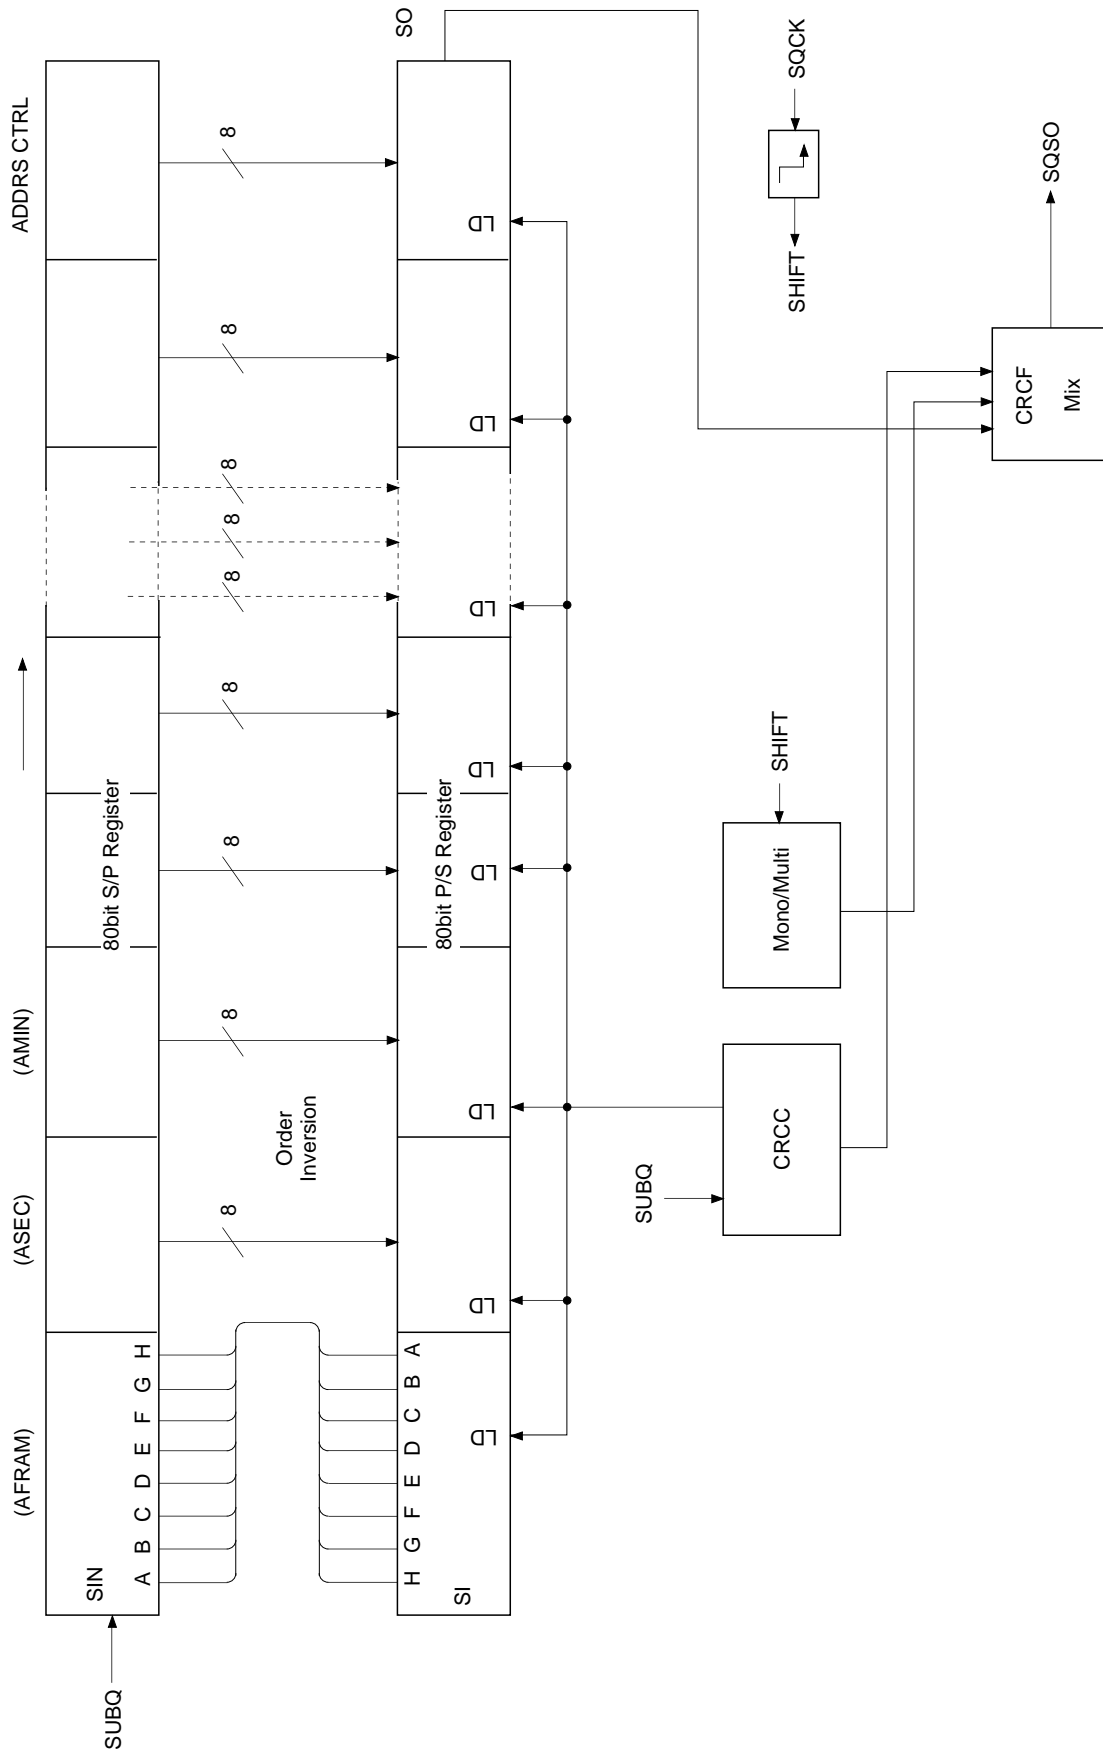 (AFRAM)
(ASEC)
(AMIN)
ADDRS CTRL
SUBQ
SIN
80bit S/P Register
A B C D E F G H
8
8
8
8
8
8
8
8
8
Order
Inversion
H G F E D C B A
SI
80bit P/S Register
SO
LD
LD
LD
LD
LD
LD
LD
LD
SUBQ
CRCC
Mono/Multi
SHIFT
SHIFT
SQCK
CRCF
Mix
SQSO